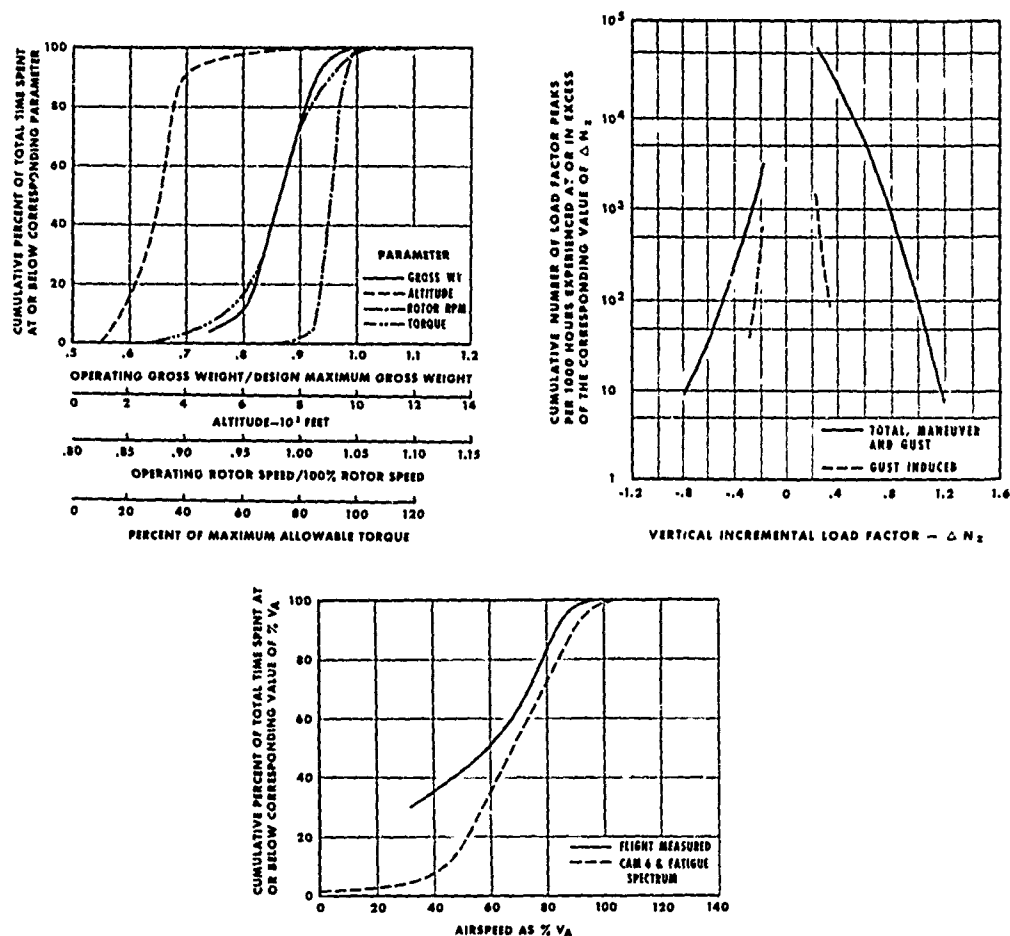 CUMULATIVE PERCENT OF TOTAL TIME SPENT
AT OR BELOW CORRESPONDING PARAMETER
100
80
60
40
20
0
PARAMETER
GROSS WT
ALTITUDE
ROTOR RPM
TORQUE
.5 .6 .7 .8 .9 1.0 1.1 1.2
OPERATING GROSS WEIGHT/DESIGN MAXIMUM GROSS WEIGHT
0 2 4 6 8 10 12 14
ALTITUDE—10³ FEET
.80 .85 .90 .95 1.00 1.05 1.10 1.15
OPERATING ROTOR SPEED/100% ROTOR SPEED
0 20 40 60 80 100 120
PERCENT OF MAXIMUM ALLOWABLE TORQUE
CUMULATIVE NUMBER OF LOAD FACTOR PEAKS
PER 1000 HOURS EXPERIENCED AT OR IN EXCESS
OF THE CORRESPONDING VALUE OF △ N z
10⁵
10⁴
10³
10²
10
1
TOTAL, MANEUVER
AND GUST
GUST INDUCED
-1.2 -.8 -.4 0 .4 .8 1.2 1.6
VERTICAL INCREMENTAL LOAD FACTOR — △ N z
CUMULATIVE PERCENT OF TOTAL TIME SPENT AT
OR BELOW CORRESPONDING VALUE OF % VA
100
80
60
40
20
0
FLIGHT MEASURED
CAM 6 & FATIGUE
SPECTRUM
0 20 40 60 80 100 120 140
AIRSPEED AS % VA